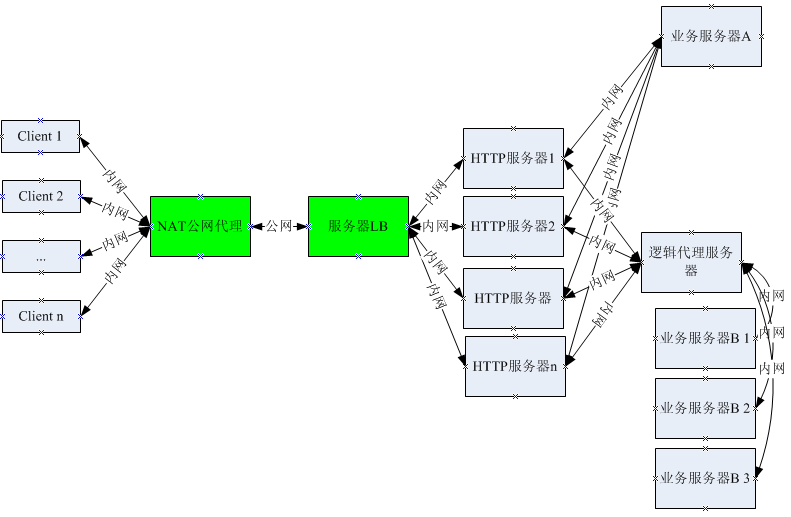 业务服务器A
内网
内网
内网
内网
Client 1
Client 2
...
Client n
内网
内网
内网
内网
NAT公网代理
公网
服务器LB
内网
内网
内网
内网
HTTP服务器1
HTTP服务器2
HTTP服务器
HTTP服务器n
内网
内网
内网
内网
逻辑代理服务
器
内网
内网
内网
业务服务器B 1
业务服务器B 2
业务服务器B 3